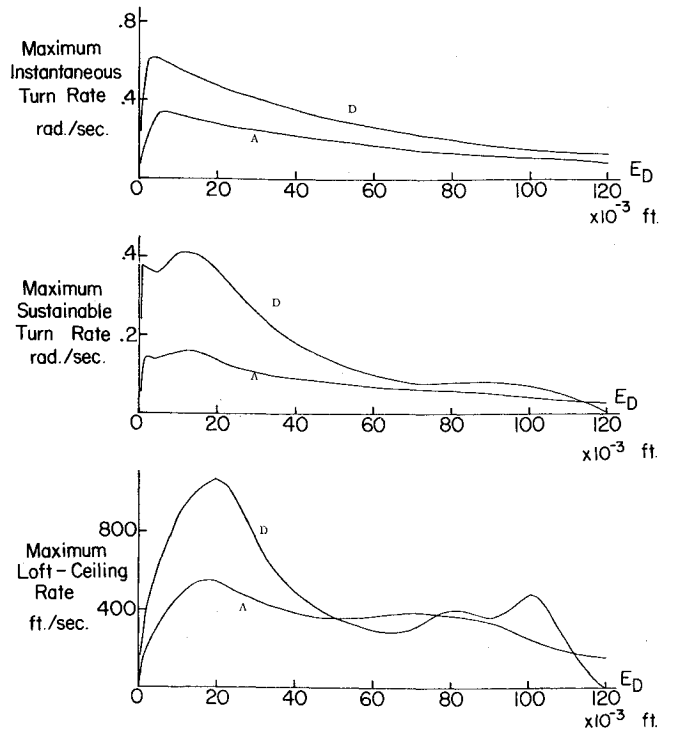 .8
Maximum
Instantaneous
Turn Rate .4
rad./sec.
D
A
0 20 40 60 80 100 120 E_D
x10⁻³ ft.
.4
Maximum
Sustainable
Turn Rate .2
rad./sec.
D
A
0 20 40 60 80 100 120 E_D
x10⁻³ ft.
800
Maximum
Loft-Ceiling
Rate 400
ft./sec.
D
A
0 20 40 60 80 100 120 E_D
x10⁻³ ft.